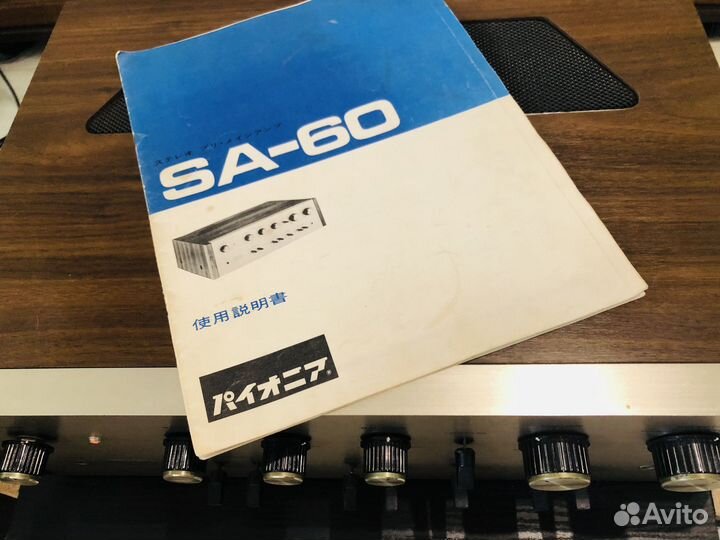 ステレオ プリ・メインアンプ
SA-60
使用説明書
パイオニア®
Avito